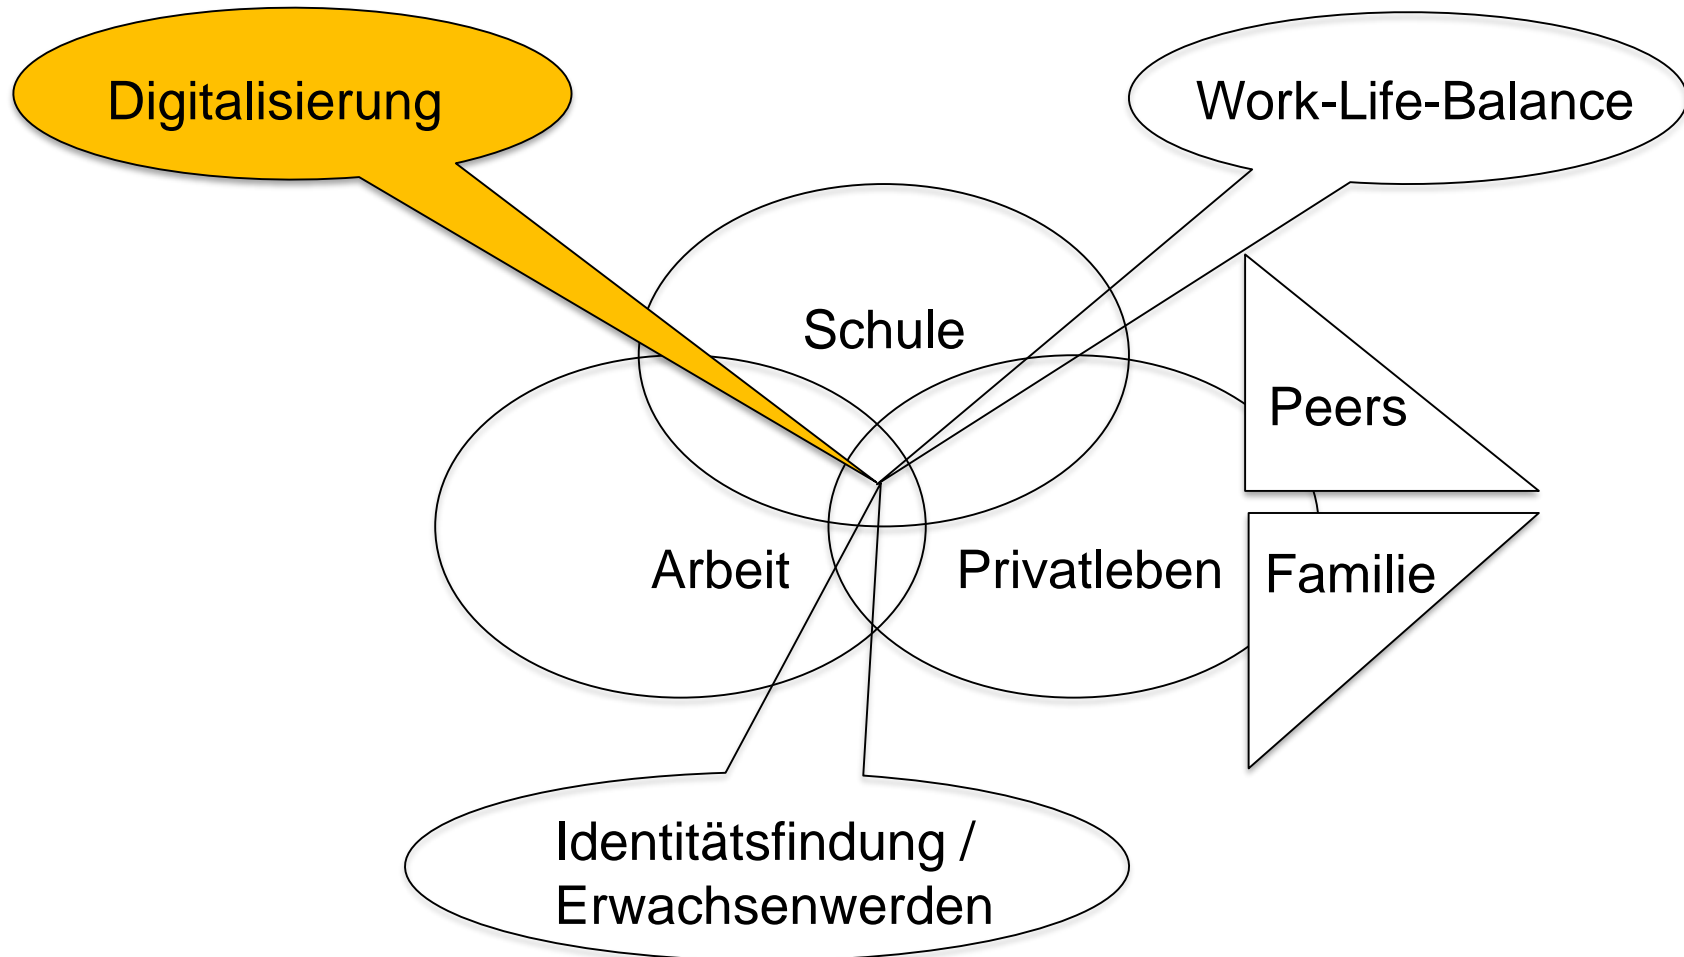 Digitalisierung
Work-Life-Balance
Schule
Peers
Arbeit
Privatleben
Familie
Identitätsfindung /
Erwachsenwerden